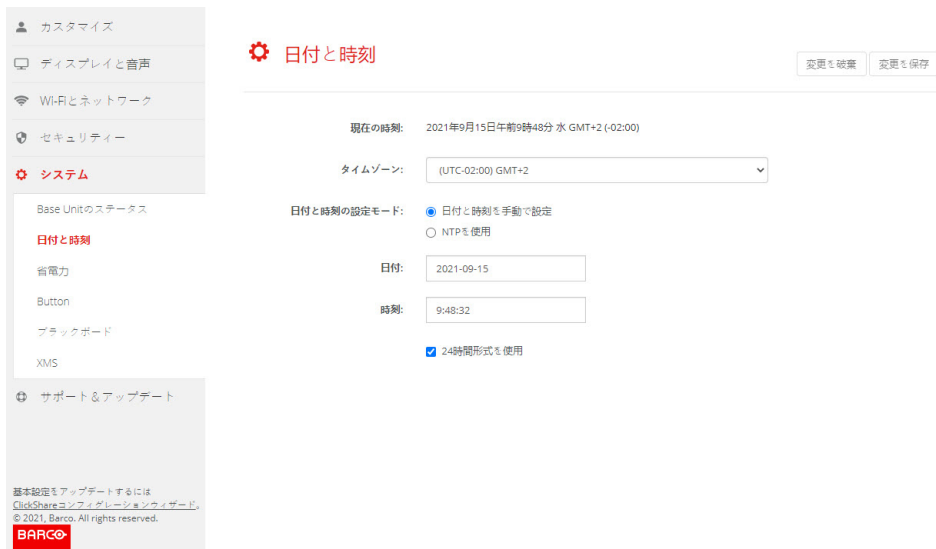 カスタマイズ
ディスプレイと音声
Wi-Fiとネットワーク
セキュリティー
システム
Base Unitのステータス
日付と時刻
省電力
Button
ブラックボード
XMS
サポート&アップデート
基本設定をアップデートするには
ClickShareコンフィグレーションウィザード。
© 2021, Barco. All rights reserved.
BARCO
日付と時刻
変更を破棄 変更を保存
現在の時刻: 2021年9月15日午前9時48分 水 GMT+2 (-02:00)
タイムゾーン: (UTC-02:00) GMT+2
日付と時刻の設定モード: 日付と時刻を手動で設定
NTPを使用
日付: 2021-09-15
時刻: 9:48:32
24時間形式を使用